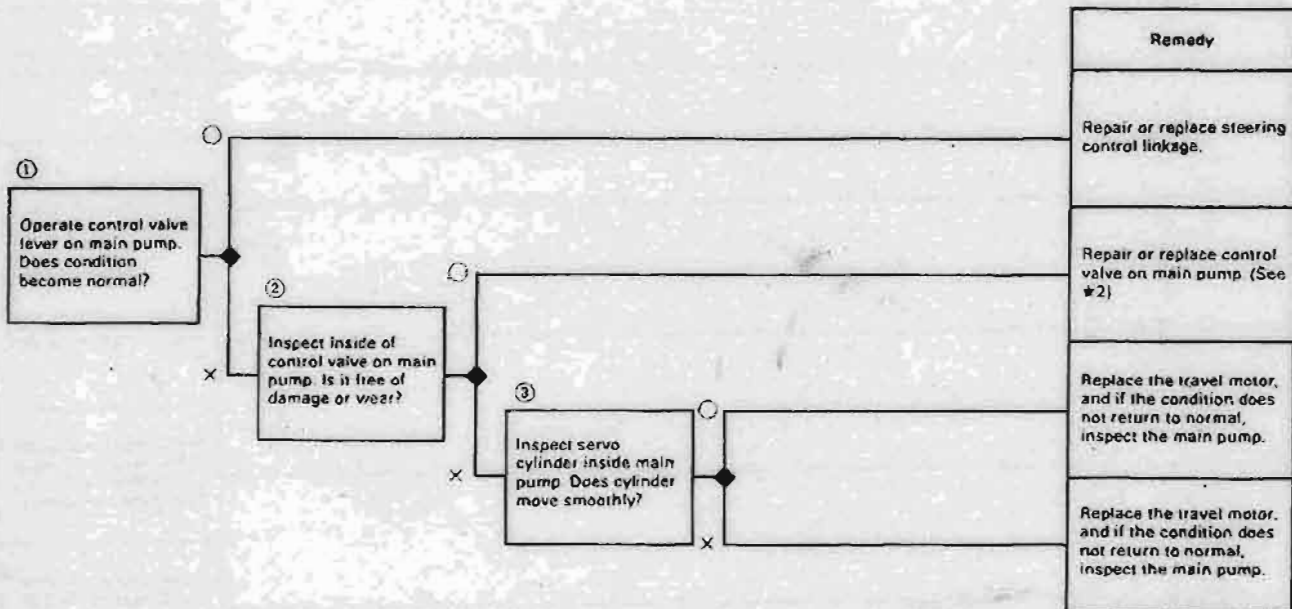 Remedy
①
Operate control valve
lever on main pump.
Does condition
become normal?
○
×
②
Inspect inside of
control valve on main
pump. Is it free of
damage or wear?
○
×
③
Inspect servo
cylinder inside main
pump. Does cylinder
move smoothly?
○
×
Repair or replace steering
control linkage.
Repair or replace control
valve on main pump (See
★2)
Replace the travel motor,
and if the condition does
not return to normal,
inspect the main pump.
Replace the travel motor,
and if the condition does
not return to normal,
inspect the main pump.